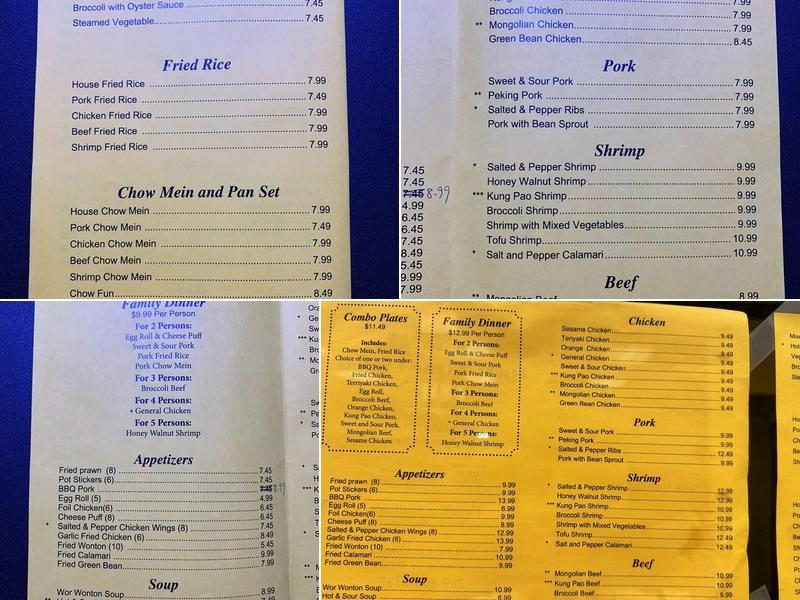 Broccoli with Oyster Sauce 7.45
Steamed Vegetable 7.45
Fried Rice
House Fried Rice 7.99
Pork Fried Rice 7.49
Chicken Fried Rice 7.99
Beef Fried Rice 7.99
Shrimp Fried Rice 7.99
Chow Mein and Pan Set
House Chow Mein 7.99
Pork Chow Mein 7.49
Chicken Chow Mein 7.99
Beef Chow Mein 7.99
Shrimp Chow Mein 7.99
Chow Fun 8.49
7.99
Broccoli Chicken 7.99
** Mongolian Chicken 7.99
Green Bean Chicken 8.45
Pork
Sweet & Sour Pork 7.99
** Peking Pork 7.99
* Salted & Pepper Ribs 7.99
Pork with Bean Sprout 7.99
Shrimp
* Salted & Pepper Shrimp 9.99
Honey Walnut Shrimp 9.99
*** Kung Pao Shrimp 9.99
Broccoli Shrimp 9.99
Shrimp with Mixed Vegetables 9.99
Tofu Shrimp 10.99
* Salt and Pepper Calamari 10.99
Beef
** Mongolian Beef 8.99
7.45
7.45
7.45 8.99
4.99
6.45
6.45
7.45
8.49
5.45
9.99
7.99
Family Dinner
$9.99 Per Person
For 2 Persons:
Egg Roll & Cheese Puff
Sweet & Sour Pork
Pork Fried Rice
Pork Chow Mein
For 3 Persons:
Broccoli Beef
For 4 Persons:
* General Chicken
For 5 Persons:
Honey Walnut Shrimp
Appetizers
Fried prawn (8) 7.45
Pot Stickers (6) 7.45
BBQ Pork 7.45 8.99
Egg Roll (5) 4.99
Foil Chicken(6) 6.45
Cheese Puff (8) 6.45
* Salted & Pepper Chicken Wings (8) 7.45
Garlic Fried Chicken (6) 8.49
Fried Wonton (10) 5.45
Fried Calamari 9.99
Fried Green Bean 7.99
Soup
Wor Wonton Soup 8.99
Combo Plates
$11.49
Includes:
Chow Mein, Fried Rice
Choice of one or two under:
BBQ Pork,
Fried Chicken,
Terriyaki Chicken,
Egg Roll,
Broccoli Beef,
Orange Chicken,
Kung Pao Chicken,
Sweet and Sour Pork,
Mongolian Beef,
Sesame Chicken
Family Dinner
$12.99 Per Person
For 2 Persons:
Egg Roll & Cheese Puff
Sweet & Sour Pork
Pork Fried Rice
Pork Chow Mein
For 3 Persons:
Broccoli Beef
For 4 Persons:
* General Chicken
For 5 Persons:
Honey Walnut Shrimp
Appetizers
Fried prawn (8) 9.99
Pot Stickers (6) 9.99
BBQ Pork 13.99
Egg Roll (5) 6.99
Foil Chicken(6) 9.99
Cheese Puff (8) 8.99
* Salted & Pepper Chicken Wings (8) 12.99
Garlic Fried Chicken (6) 13.99
Fried Wonton (10) 7.99
Fried Calamari 10.99
Fried Green Bean 9.99
Soup
Wor Wonton Soup 10.99
Hot & Sour Soup 8.99
Chicken
Sesame Chicken 9.49
Teriyaki Chicken 9.49
Orange Chicken 9.49
* General Chicken 9.49
Sweet & Sour Chicken 9.49
*** Kung Pao Chicken 9.49
Broccoli Chicken 9.49
** Mongolian Chicken 9.49
Green Bean Chicken 9.49
Pork
Sweet & Sour Pork 9.99
** Peking Pork 9.99
* Salted & Pepper Ribs 12.49
Pork with Bean Sprout 9.99
Shrimp
* Salted & Pepper Shrimp 12.99
Honey Walnut Shrimp 12.99
*** Kung Pao Shrimp 10.99
Broccoli Shrimp 10.99
Shrimp with Mixed Vegetables 10.99
Tofu Shrimp 12.49
* Salt and Pepper Calamari 12.49
Beef
** Mongolian Beef 10.99
*** Kung Pao Beef 10.99
Broccoli Beef 10.99